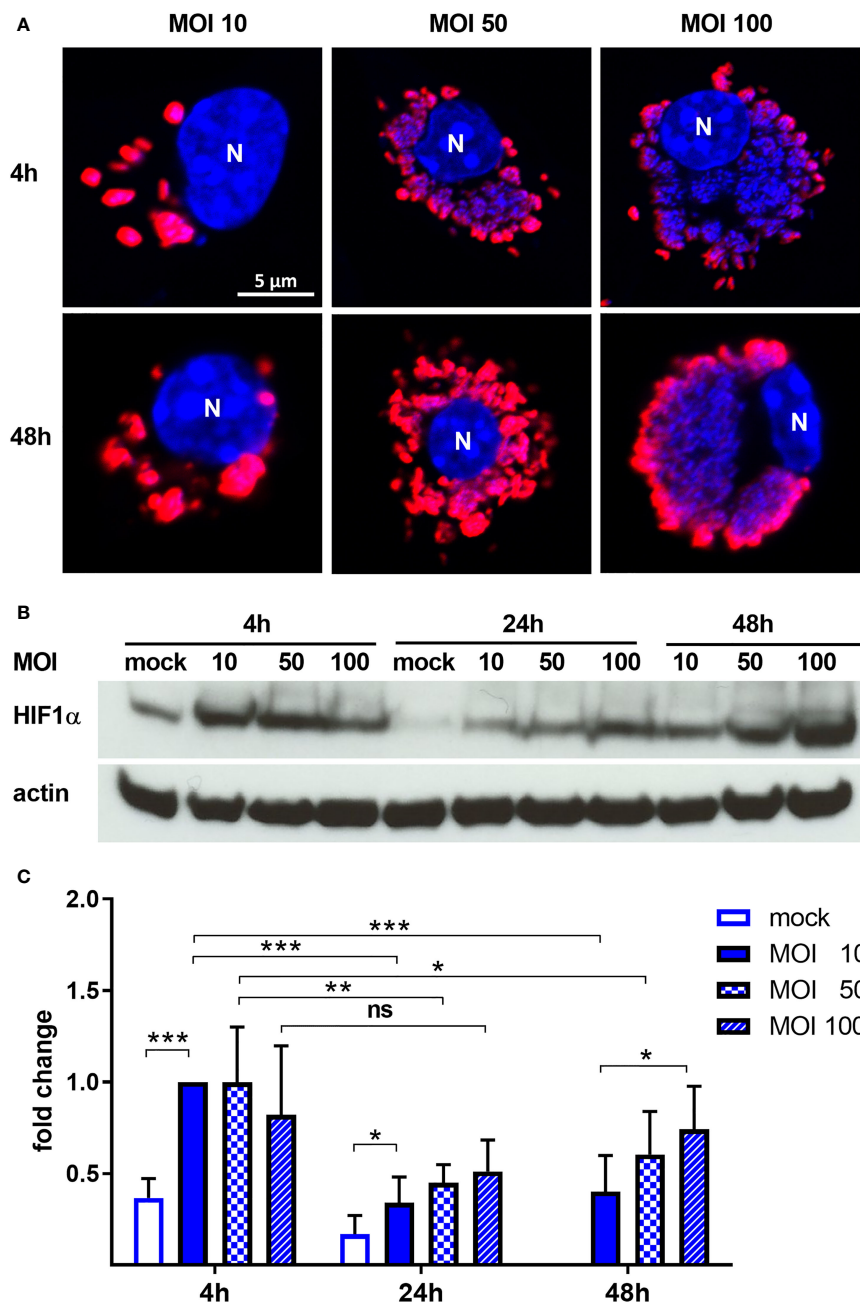 A
MOI 10 MOI 50 MOI 100
4h
N N N
5 µm
48h
N N N
B
4h 24h 48h
MOI mock 10 50 100 mock 10 50 100 10 50 100
HIF1α
actin
C
fold change
2.0
1.5
1.0
0.5
***
***
*
**
ns
***
*
*
mock
MOI 10
MOI 50
MOI 100
4h 24h 48h